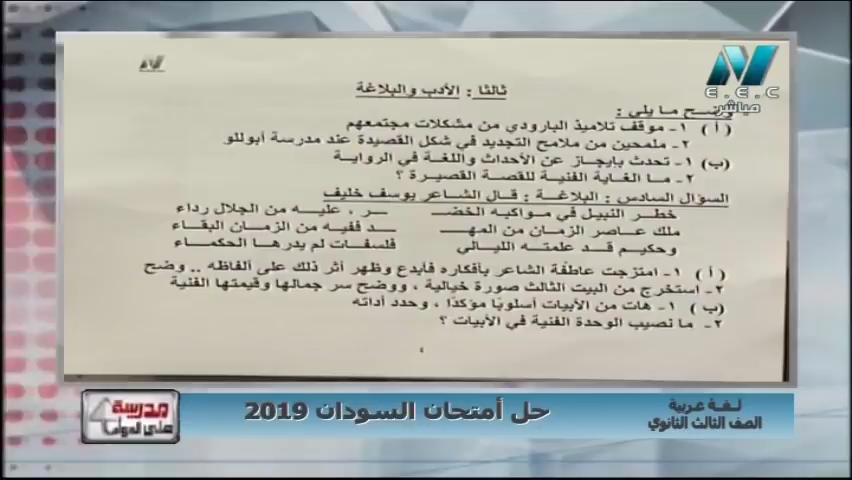 ثالثا : الأدب والبلاغة
وضح ما يلى :
( أ ) ١- موقف تلاميذ البارودي من مشكلات مجتمعهم
٢- ملمحين من ملامح التجديد في شكل القصيدة عند مدرسة أبوللو
(ب) ١- تحدث بإيجاز عن الأحداث واللغة في الرواية
٢- ما الغاية الفنية للقصة القصيرة ؟
السؤال السادس : البلاغة : قال الشاعر يوسف خليف
خطر النبيل في مواكبه الخضـ ـر ، عليه من الجلال رداء
ملك عاصر الزمان من المهـ ـد ففيه من الزمان البقاء
وحكيم قد علمته الليالي فلسفات لم يدرها الحكماء
( أ ) ١- امتزجت عاطفة الشاعر بأفكاره فأبدع وظهر أثر ذلك على ألفاظه .. وضح
٢- استخرج من البيت الثالث صورة خيالية ، ووضح سر جمالها وقيمتها الفنية
(ب) ١- هات من الأبيات أسلوبًا مؤكدًا ، وحدد أداته
٢- ما نصيب الوحدة الفنية في الأبيات ؟
٤
E.E.C
مباشر
لغة عربية
الصف الثالث الثانوي
حل أمتحان السودان 2019
مدرسة
على الهواء